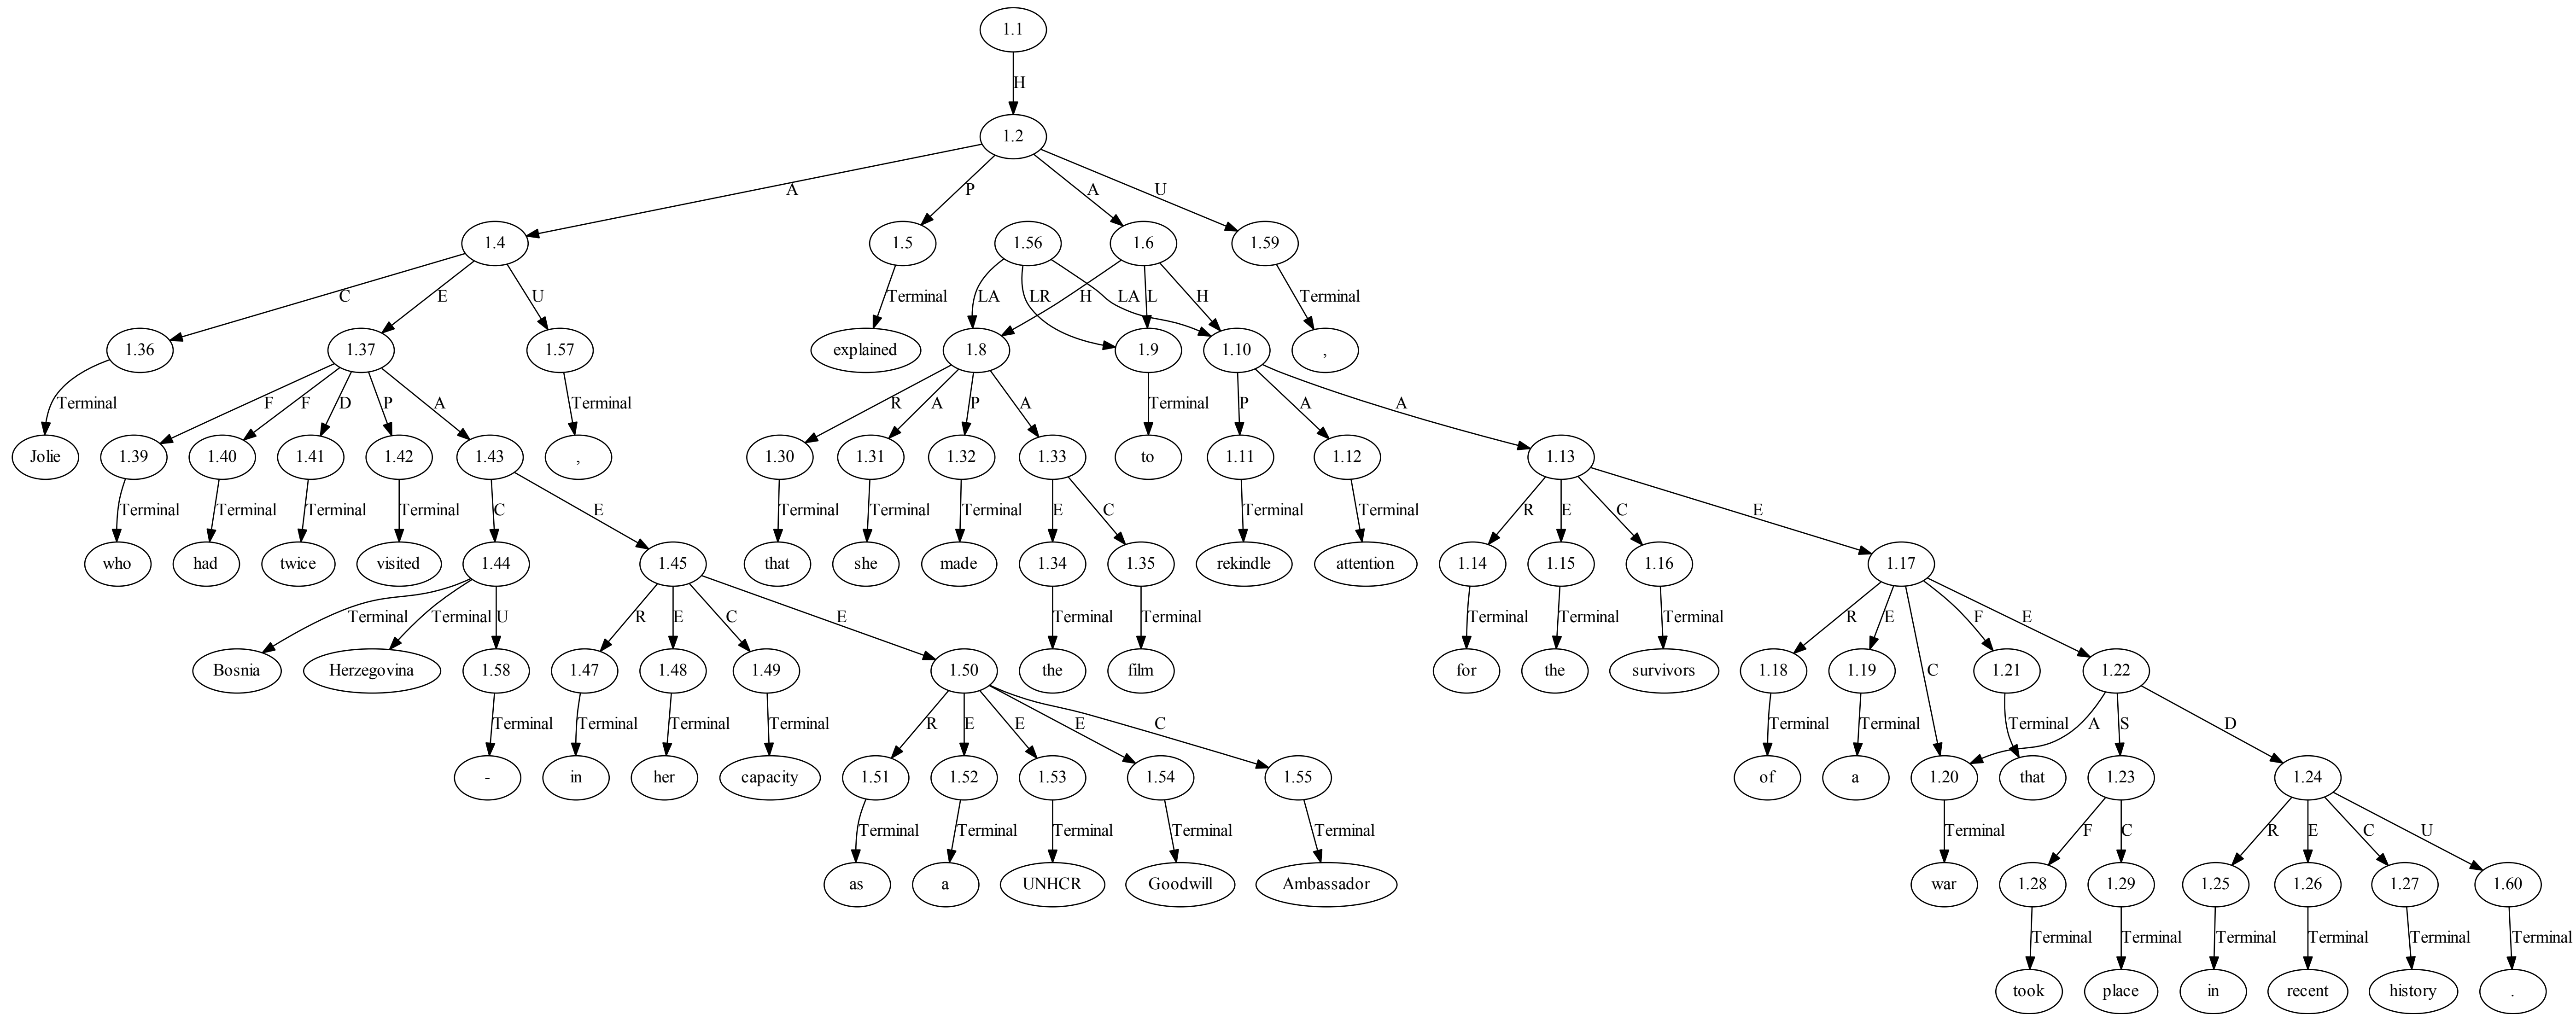 1.1
H
1.2
A P A U
1.4 1.5 1.56 1.6 1.59
C E U Terminal LA LR LA H L H Terminal
1.36 1.37 1.57 explained 1.8 1.9 1.10 ,
Terminal F F D P A Terminal R A P A Terminal P A A
Jolie 1.39 1.40 1.41 1.42 1.43 , 1.30 1.31 1.32 1.33 to 1.11 1.12 1.13
Terminal Terminal Terminal Terminal C E Terminal Terminal Terminal E C Terminal Terminal R E C E
who had twice visited 1.44 1.45 that she made 1.34 1.35 rekindle attention 1.14 1.15 1.16 1.17
Terminal Terminal U R E C E Terminal Terminal Terminal Terminal Terminal R E C F E
Bosnia Herzegovina 1.58 1.47 1.48 1.49 1.50 the film for the survivors 1.18 1.19 1.21 1.22
Terminal Terminal Terminal Terminal R E E E C Terminal Terminal Terminal A S D
- in her capacity 1.51 1.52 1.53 1.54 1.55 of a 1.20 that 1.23 1.24
Terminal Terminal Terminal Terminal Terminal Terminal F C R E C U
as a UNHCR Goodwill Ambassador war 1.28 1.29 1.25 1.26 1.27 1.60
Terminal Terminal Terminal Terminal Terminal Terminal
took place in recent history .